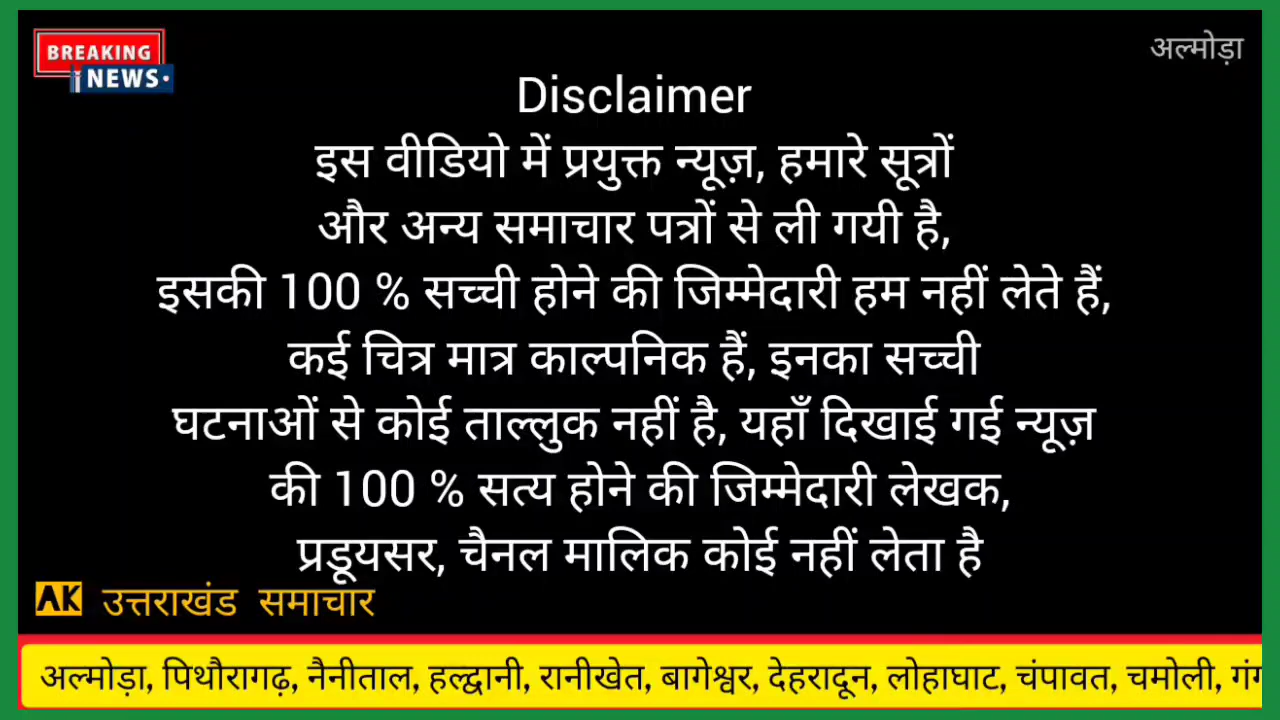 BREAKING
NEWS
अल्मोड़ा
Disclaimer
इस वीडियो में प्रयुक्त न्यूज़, हमारे सूत्रों
और अन्य समाचार पत्रों से ली गयी है,
इसकी 100 % सच्ची होने की जिम्मेदारी हम नहीं लेते हैं,
कई चित्र मात्र काल्पनिक हैं, इनका सच्ची
घटनाओं से कोई ताल्लुक नहीं है, यहाँ दिखाई गई न्यूज़
की 100 % सत्य होने की जिम्मेदारी लेखक,
प्रडूयसर, चैनल मालिक कोई नहीं लेता है
AK उत्तराखंड समाचार
अल्मोड़ा, पिथौरागढ़, नैनीताल, हल्द्वानी, रानीखेत, बागेश्वर, देहरादून, लोहाघाट, चंपावत, चमोली,